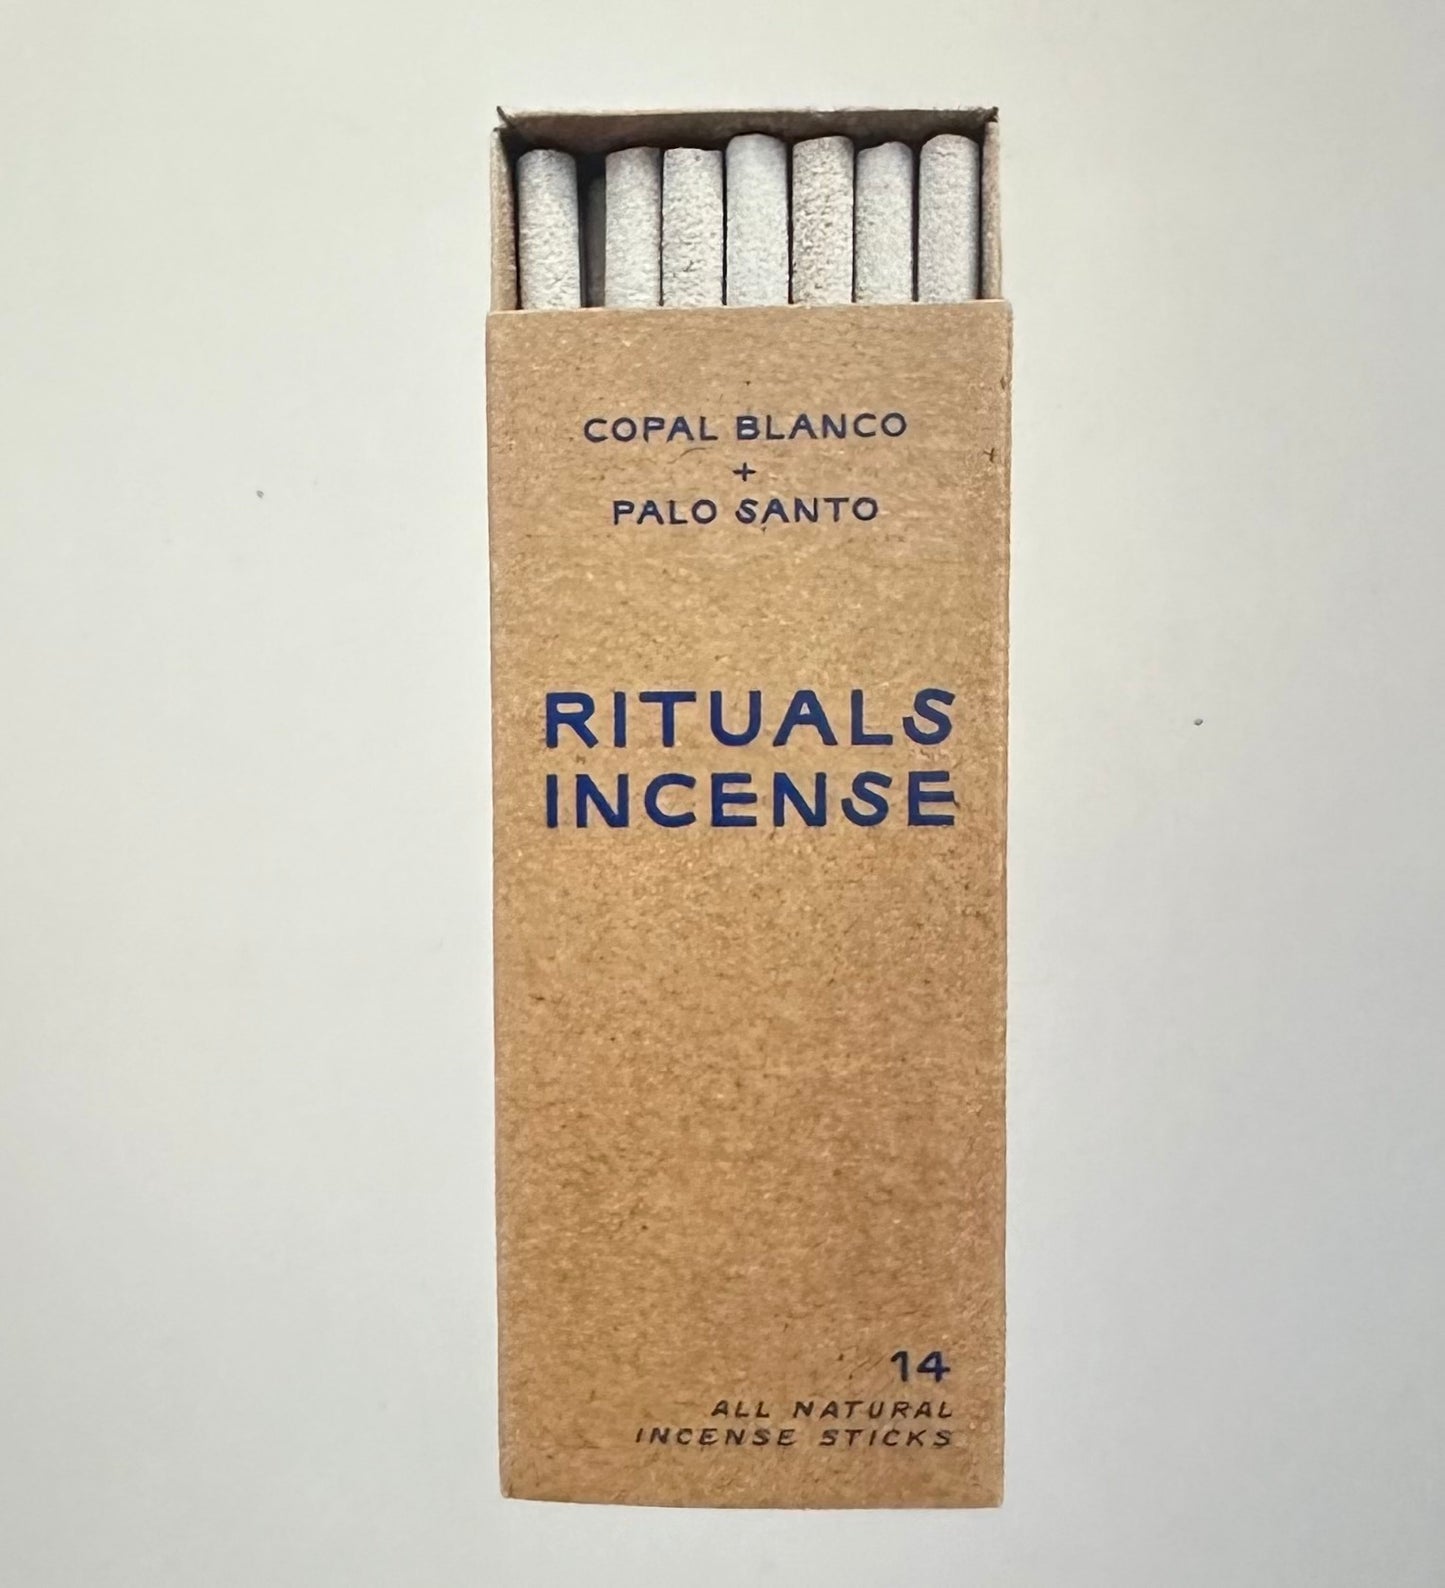 COPAL BLANCO
+
PALO SANTO
RITUALS
INCENSE
14
ALL NATURAL
INCENSE STICKS